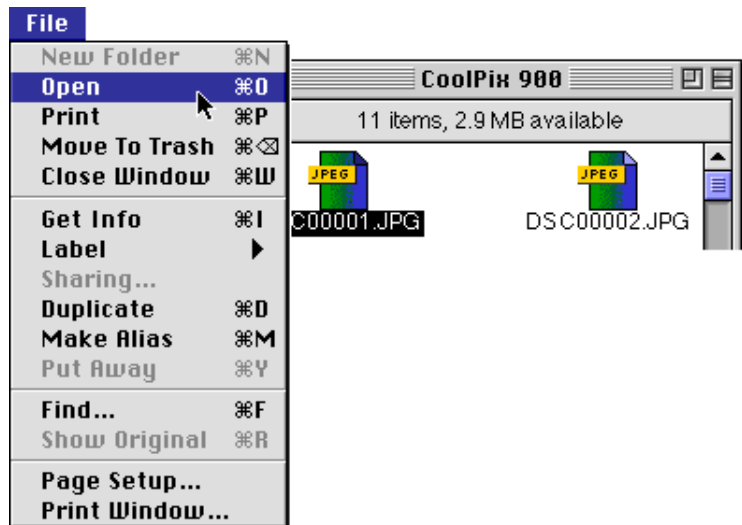 File
New Folder ⌘N
Open ⌘O
Print ⌘P
Move To Trash ⌘⌫
Close Window ⌘W
Get Info ⌘I
Label
Sharing...
Duplicate ⌘D
Make Alias ⌘M
Put Away ⌘Y
Find... ⌘F
Show Original ⌘R
Page Setup...
Print Window...
CoolPix 900
11 items, 2.9 MB available
JPEG JPEG
C00001.JPG DSC00002.JPG